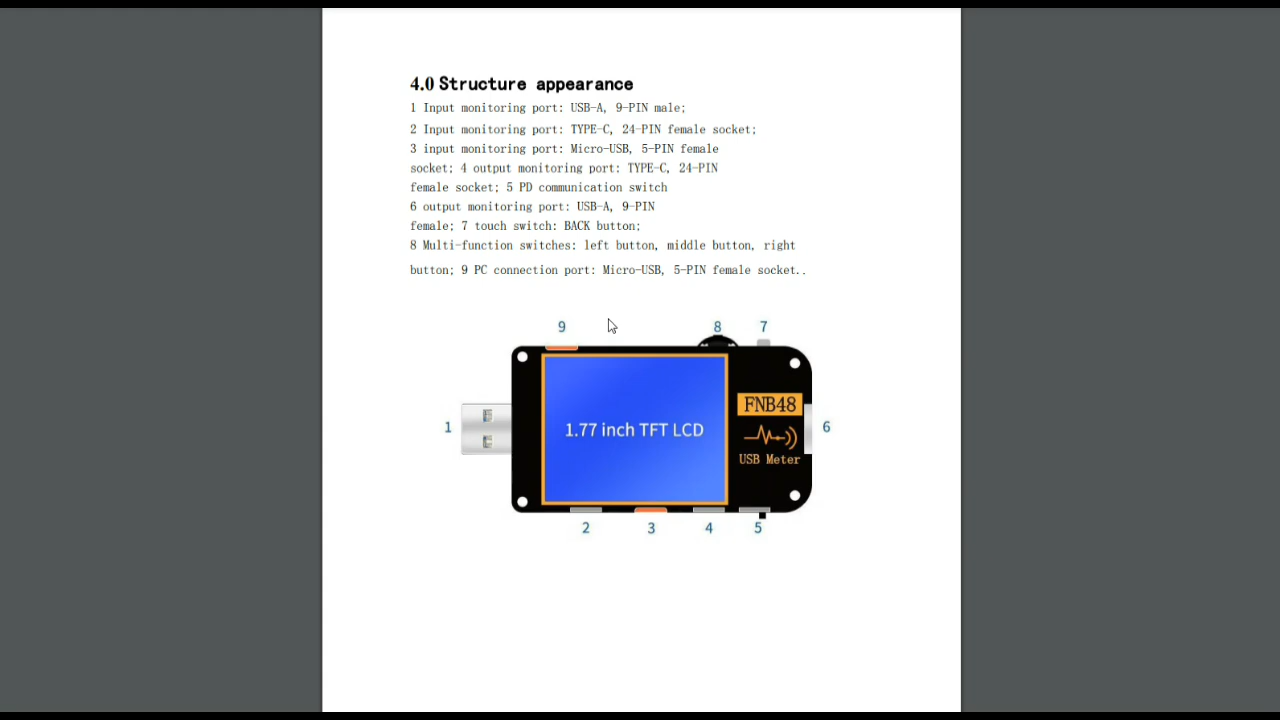 4.0 Structure appearance
1 Input monitoring port: USB-A, 9-PIN male;
2 Input monitoring port: TYPE-C, 24-PIN female socket;
3 input monitoring port: Micro-USB, 5-PIN female
socket; 4 output monitoring port: TYPE-C, 24-PIN
female socket; 5 PD communication switch
6 output monitoring port: USB-A, 9-PIN
female; 7 touch switch: BACK button;
8 Multi-function switches: left button, middle button, right
button; 9 PC connection port: Micro-USB, 5-PIN female socket..
9 8 7
FNB48
1 1.77 inch TFT LCD 6
USB Meter
2 3 4 5